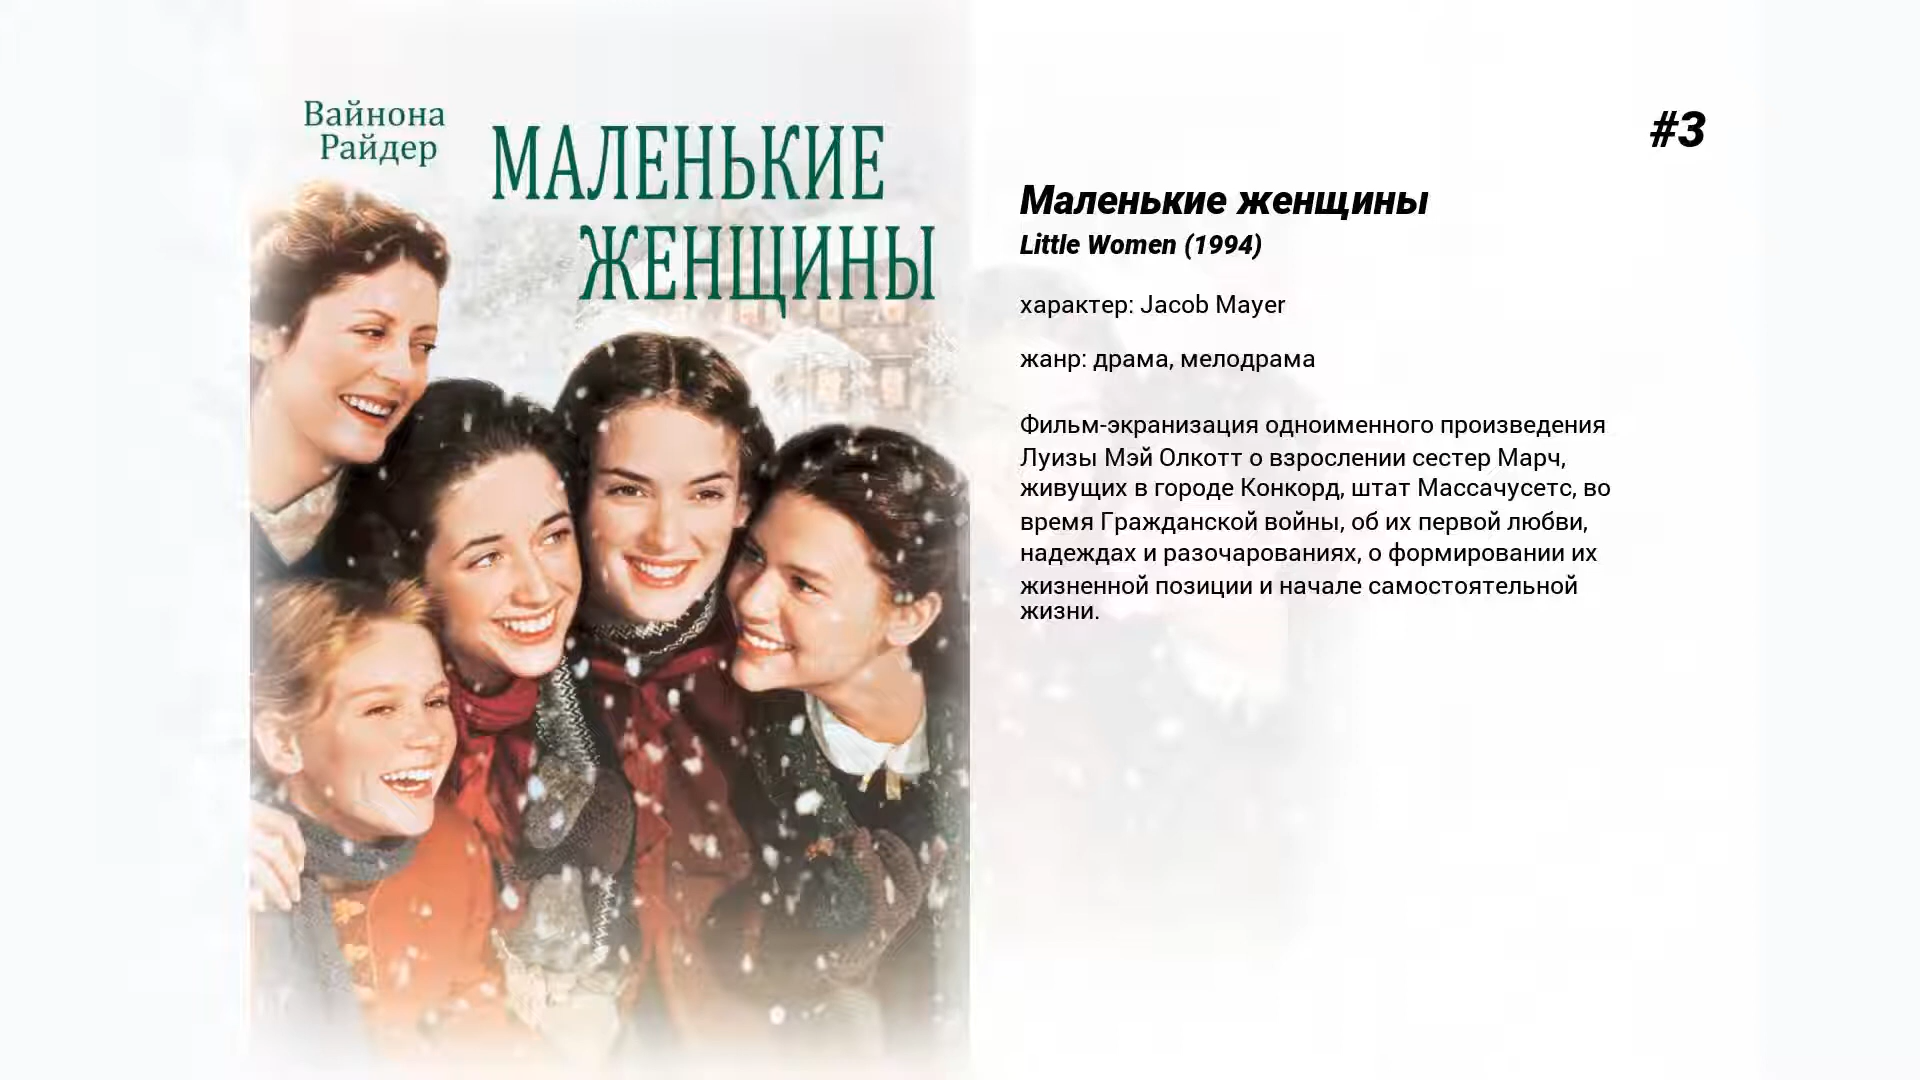 Вайнона
Райдер
МАЛЕНЬКИЕ
ЖЕНЩИНЫ
#3
Маленькие женщины
Little Women (1994)
характер: Jacob Mayer
жанр: драма, мелодрама
Фильм-экранизация одноименного произведения
Луизы Мэй Олкотт о взрослении сестер Марч,
живущих в городе Конкорд, штат Массачусетс, во
время Гражданской войны, об их первой любви,
надеждах и разочарованиях, о формировании их
жизненной позиции и начале самостоятельной
жизни.